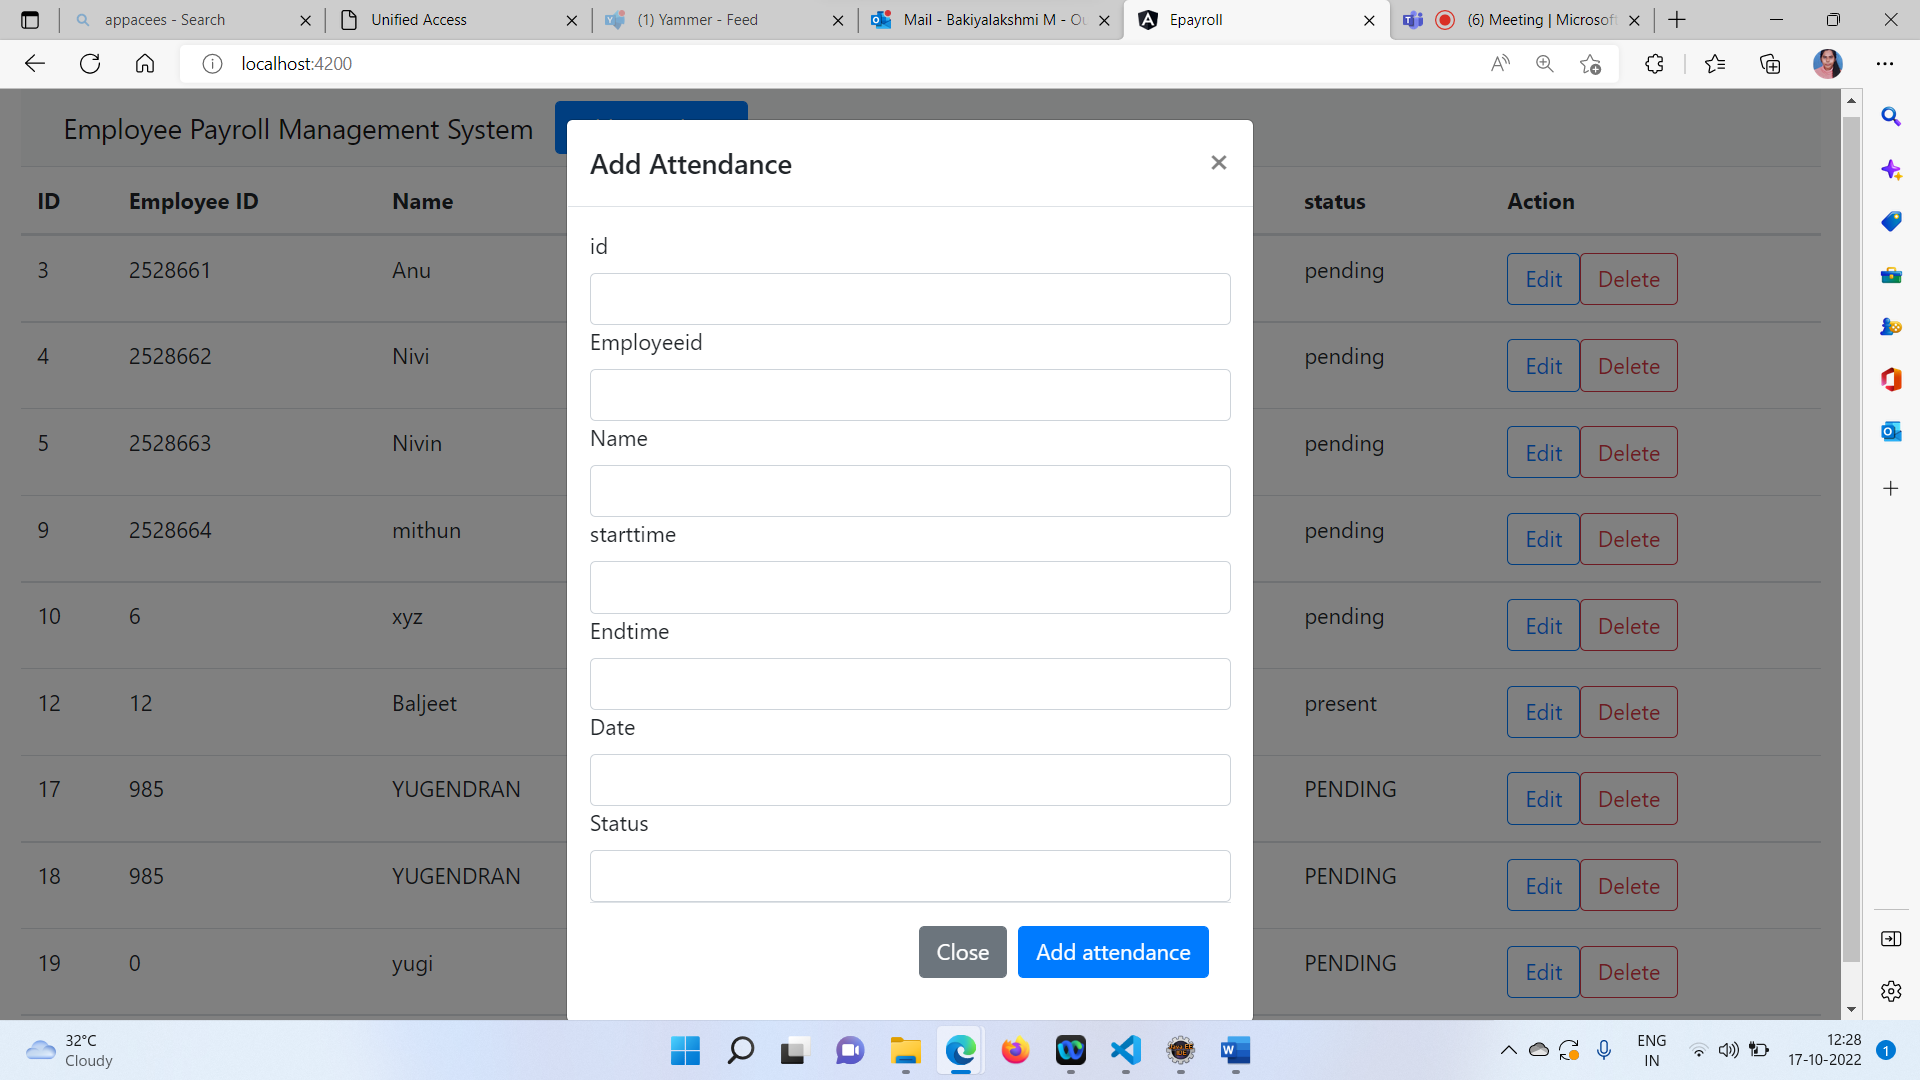 appacees - Search
Unified Access
(1) Yammer - Feed
Mail - Bakiyalakshmi M - Ou
Epayroll
(6) Meeting | Microsoft
localhost:4200
Employee Payroll Management System
Add Attendance
ID Employee ID Name status Action
id
3 2528661 Anu pending Edit Delete
Employeeid
4 2528662 Nivi pending Edit Delete
Name
5 2528663 Nivin pending Edit Delete
starttime
9 2528664 mithun pending Edit Delete
Endtime
10 6 xyz pending Edit Delete
Date
12 12 Baljeet present Edit Delete
17 985 YUGENDRAN PENDING Edit Delete
Status
18 985 YUGENDRAN PENDING Edit Delete
19 0 yugi PENDING Edit Delete
Close Add attendance
32°C
Cloudy
ENG
IN
12:28
17-10-2022
1